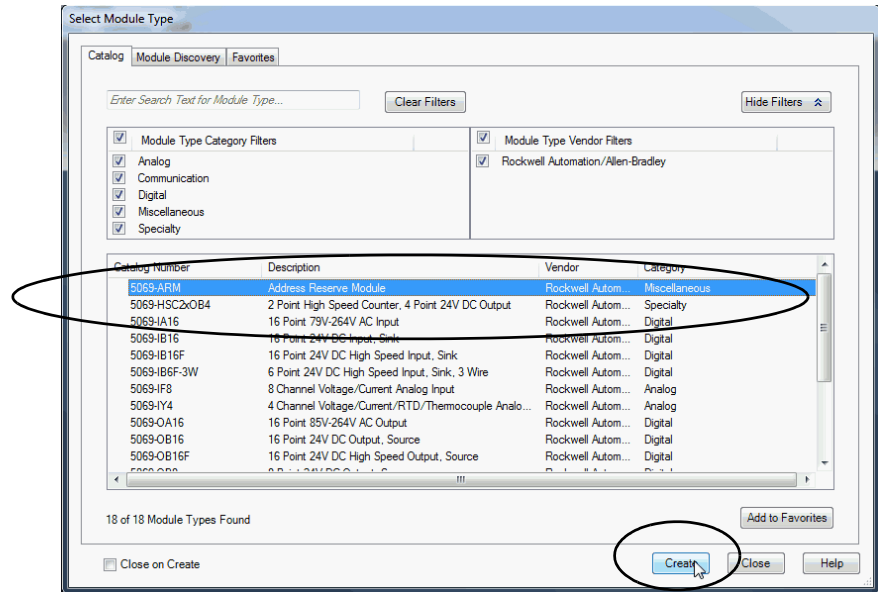 Select Module Type
Catalog Module Discovery Favorites
Enter Search Text for Module Type... Clear Filters Hide Filters
Module Type Category Filters Module Type Vendor Filters
Analog Rockwell Automation/Allen-Bradley
Communication
Digital
Miscellaneous
Specialty
Catalog Number Description Vendor Category
5069-ARM Address Reserve Module Rockwell Autom... Miscellaneous
5069-HSC2xOB4 2 Point High Speed Counter, 4 Point 24V DC Output Rockwell Autom... Specialty
5069-IA16 16 Point 79V-264V AC Input Rockwell Autom... Digital
5069-IB16 16 Point 24V DC Input, Sink Rockwell Autom... Digital
5069-IB16F 16 Point 24V DC High Speed Input, Sink Rockwell Autom... Digital
5069-IB6F-3W 6 Point 24V DC High Speed Input, Sink, 3 Wire Rockwell Autom... Digital
5069-IF8 8 Channel Voltage/Current Analog Input Rockwell Autom... Analog
5069-IY4 4 Channel Voltage/Current/RTD/Thermocouple Analo... Rockwell Autom... Analog
5069-OA16 16 Point 85V-264V AC Output Rockwell Autom... Digital
5069-OB16 16 Point 24V DC Output, Source Rockwell Autom... Digital
5069-OB16F 16 Point 24V DC High Speed Output, Source Rockwell Autom... Digital
18 of 18 Module Types Found Add to Favorites
Close on Create Create Close Help